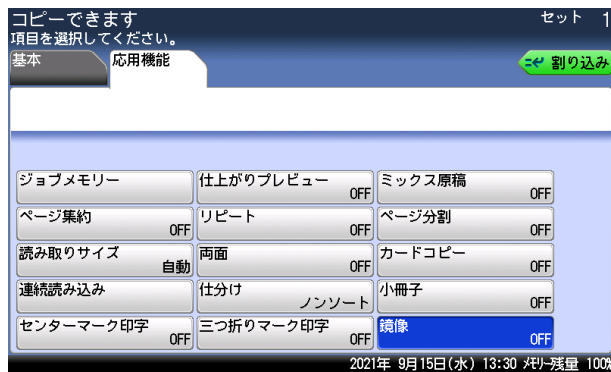 コピーできます
セット 1
項目を選択してください。
基本
応用機能
割り込み
ジョブメモリー
仕上がりプレビュー OFF
ミックス原稿 OFF
ページ集約 OFF
リピート OFF
ページ分割 OFF
読み取りサイズ 自動
両面 OFF
カードコピー OFF
連続読み込み
仕分け ノンソート
小冊子 OFF
センターマーク印字 OFF
三つ折りマーク印字 OFF
鏡像 OFF
2021年 9月15日(水) 13:30 メモリー残量 100%